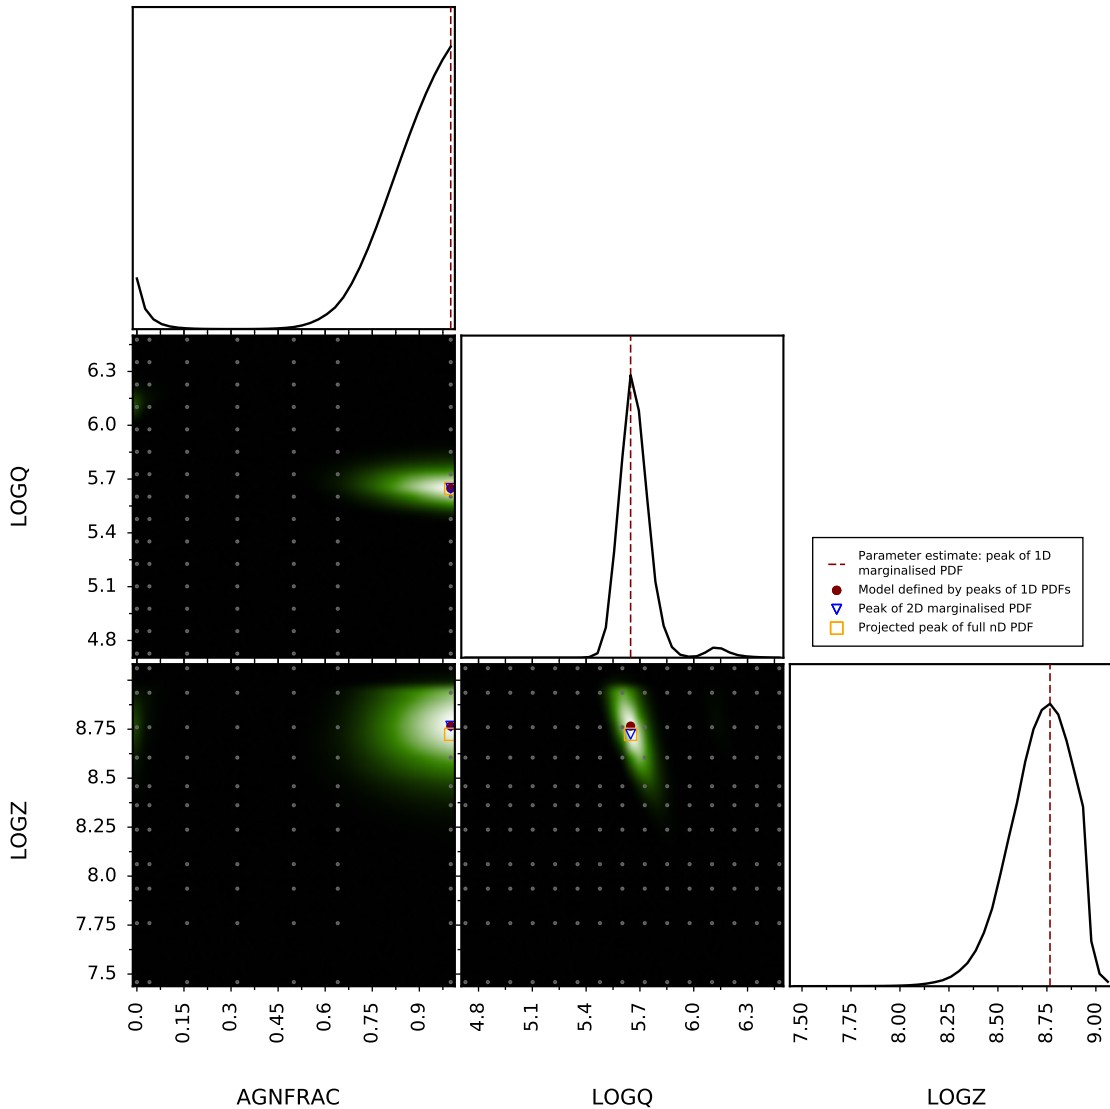 6.3
6.0
5.7
5.4
5.1
4.8
LOGQ
Parameter estimate: peak of 1D
marginalised PDF
Model defined by peaks of 1D PDFs
Peak of 2D marginalised PDF
Projected peak of full nD PDF
8.75
8.5
8.25
8.0
7.75
7.5
LOGZ
0.0 0.15 0.3 0.45 0.6 0.75 0.9
4.8 5.1 5.4 5.7 6.0 6.3
7.50 7.75 8.00 8.25 8.50 8.75 9.00
AGNFRAC LOGQ LOGZ